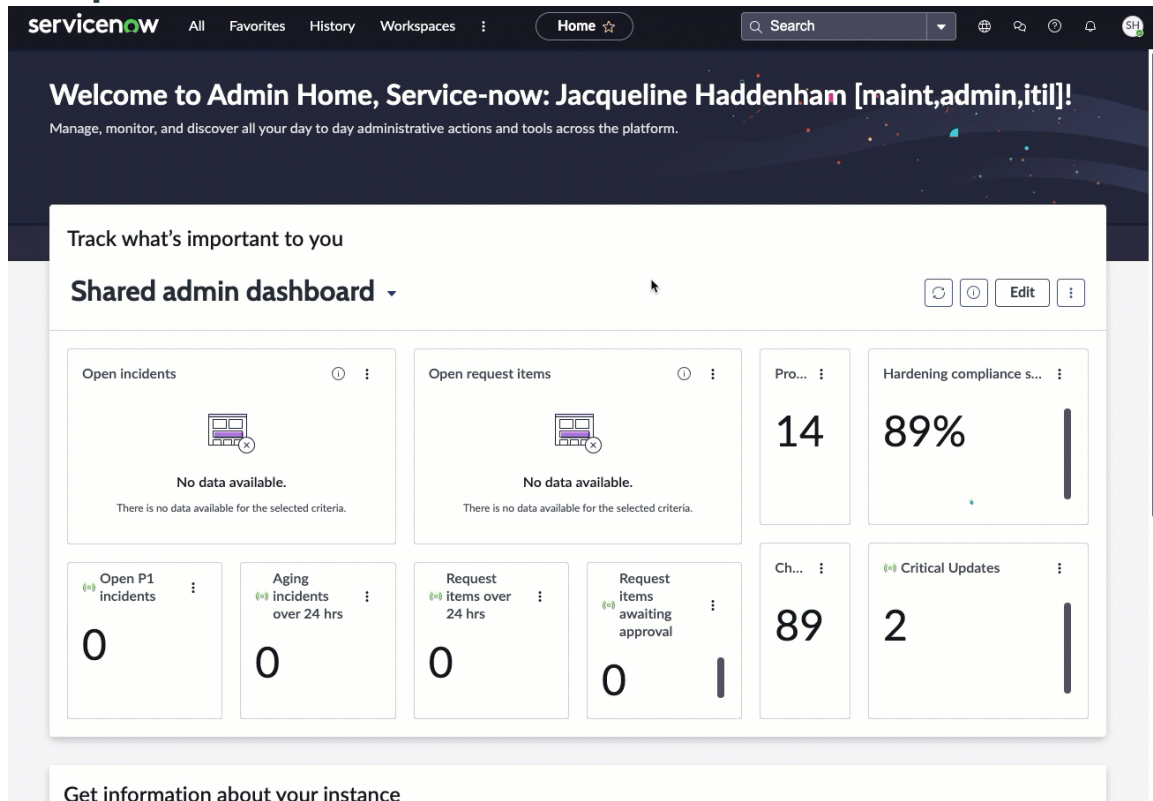 servicenow All Favorites History Workspaces Home Search SH
Welcome to Admin Home, Service-now: Jacqueline Haddenham [maint,admin,itil]!
Manage, monitor, and discover all your day to day administrative actions and tools across the platform.
Track what's important to you
Shared admin dashboard
Edit
Open incidents
No data available.
There is no data available for the selected criteria.
Open request items
No data available.
There is no data available for the selected criteria.
Pro...
14
Hardening compliance s...
89%
Open P1
incidents
0
Aging
incidents
over 24 hrs
0
Request
items over
24 hrs
0
Request
items
awaiting
approval
0
Ch...
89
Critical Updates
2
Get information about your instance